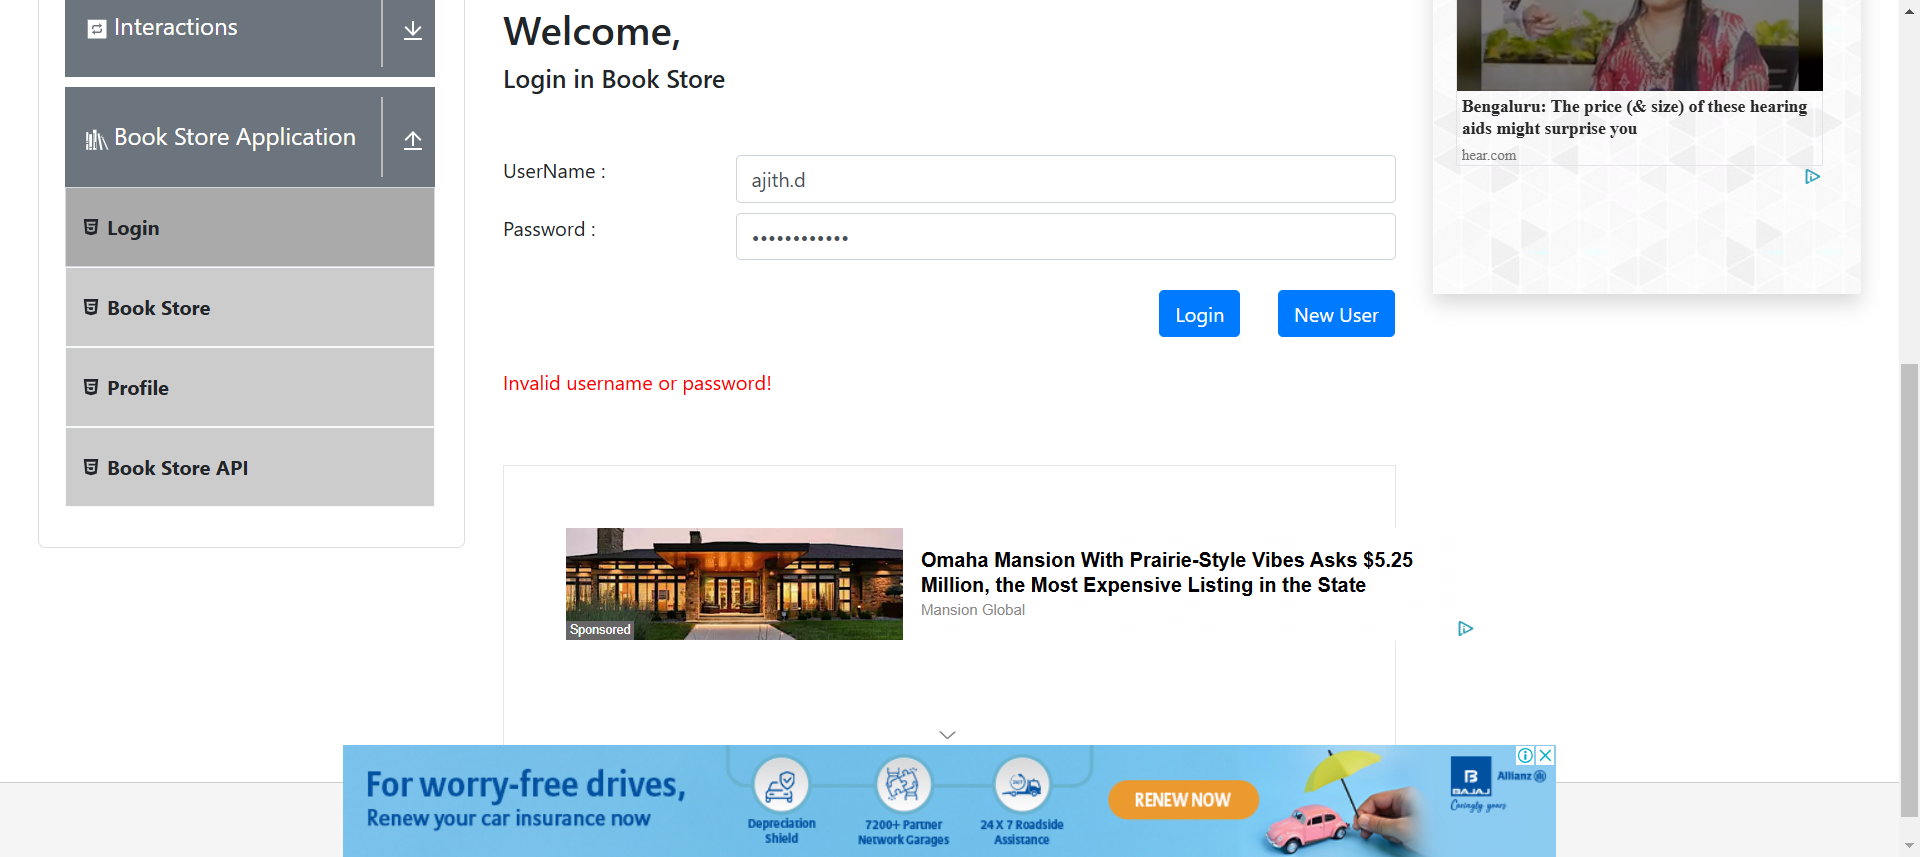 Interactions
Book Store Application
Login
Book Store
Profile
Book Store API
Welcome,
Login in Book Store
UserName :
ajith.d
Password :
••••••••••••
Login
New User
Invalid username or password!
Bengaluru: The price (& size) of these hearing
aids might surprise you
hear.com
Sponsored
Omaha Mansion With Prairie-Style Vibes Asks $5.25
Million, the Most Expensive Listing in the State
Mansion Global
For worry-free drives,
Renew your car insurance now
Depreciation
Shield
7200+ Partner
Network Garages
24 X 7 Roadside
Assistance
RENEW NOW
B
BAJAJ
Allianz
Caringly yours